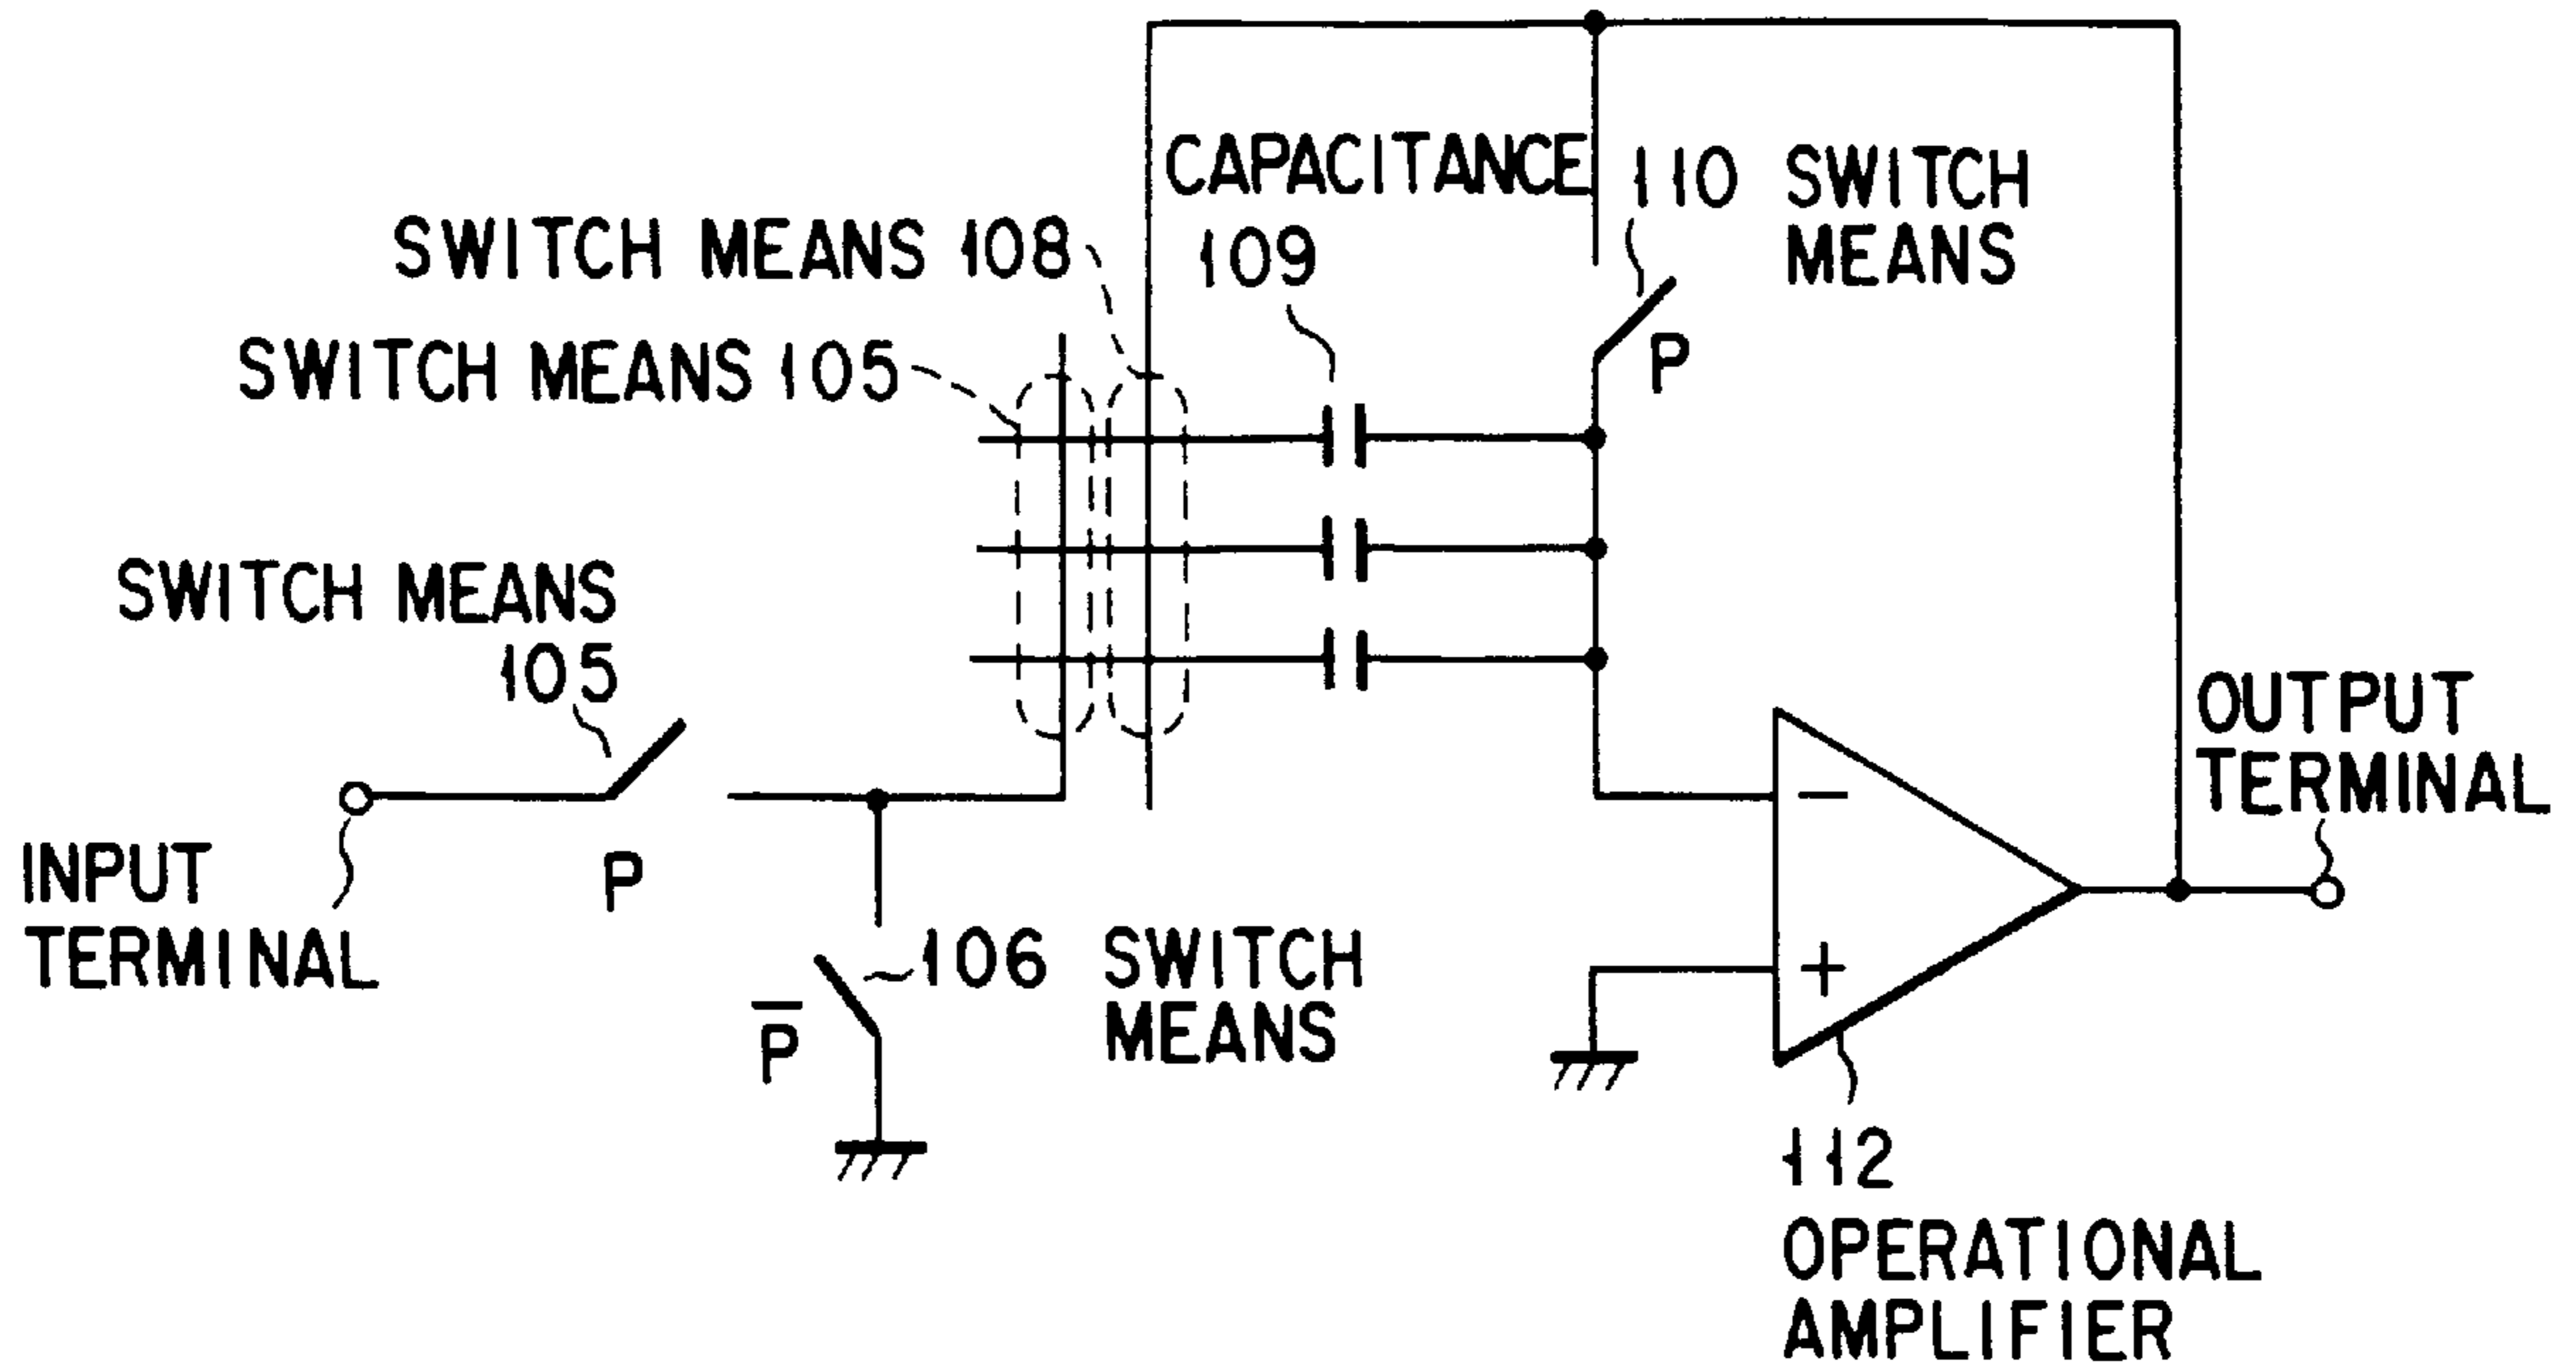 CAPACITANCE
109
110 SWITCH
MEANS
SWITCH MEANS 108
SWITCH MEANS 105
P
SWITCH MEANS
105
P
INPUT
TERMINAL
P̅
106 SWITCH
MEANS
−
+
OUTPUT
TERMINAL
112
OPERATIONAL
AMPLIFIER